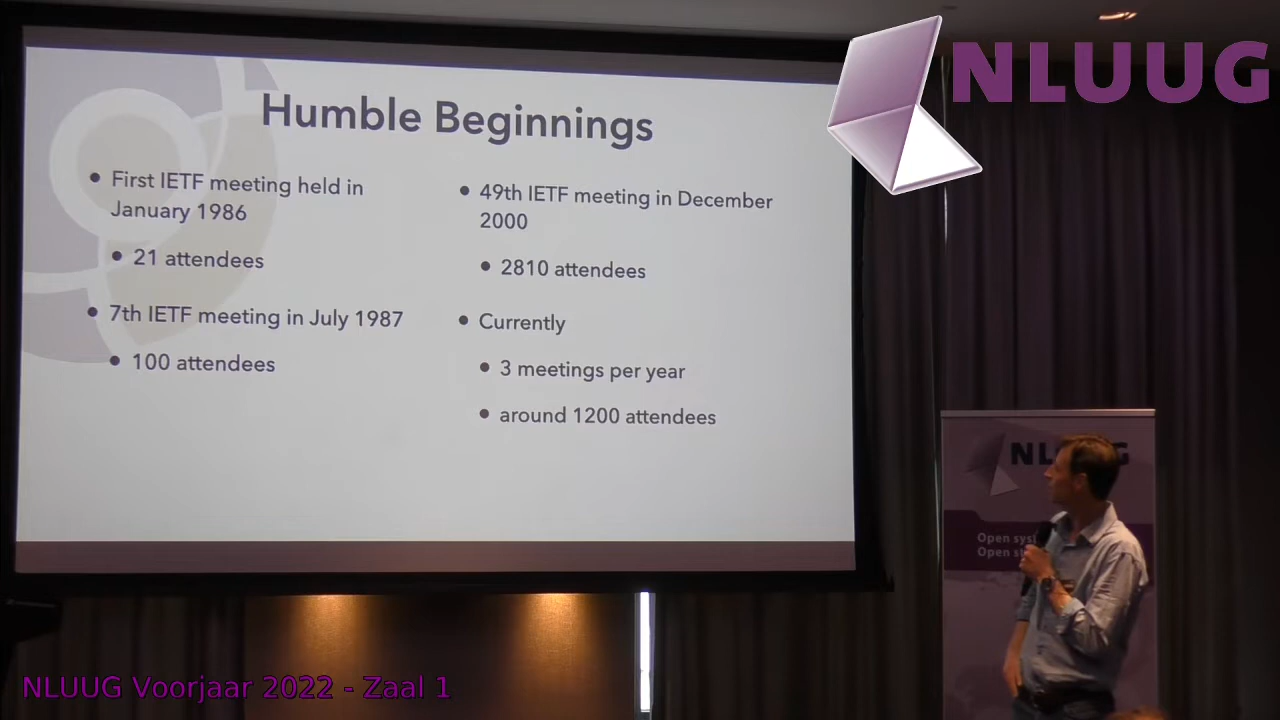 Humble Beginnings
• First IETF meeting held in
January 1986
• 21 attendees
• 7th IETF meeting in July 1987
• 100 attendees
• 49th IETF meeting in December
2000
• 2810 attendees
• Currently
• 3 meetings per year
• around 1200 attendees
NLUUG
Open
Open
NLUUG Voorjaar 2022 - Zaal 1